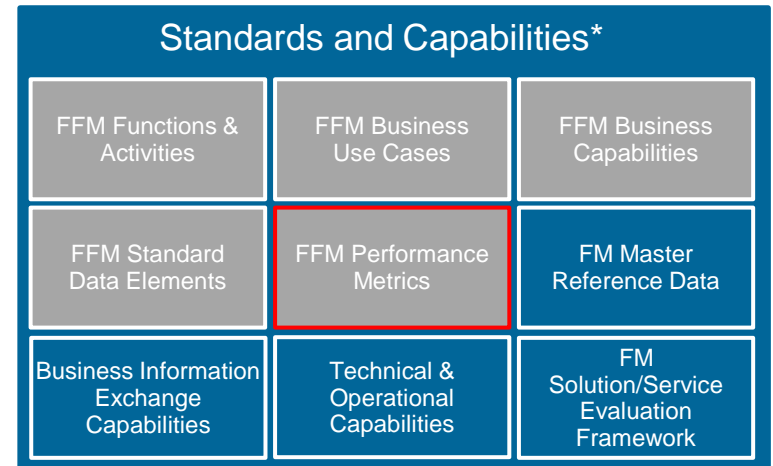 Standards and Capabilities*
FFM Functions &
Activities
FFM Business
Use Cases
FFM Business
Capabilities
FFM Standard
Data Elements
FFM Performance
Metrics
FM Master
Reference Data
Business Information
Exchange
Capabilities
Technical &
Operational
Capabilities
FM
Solution/Service
Evaluation
Framework